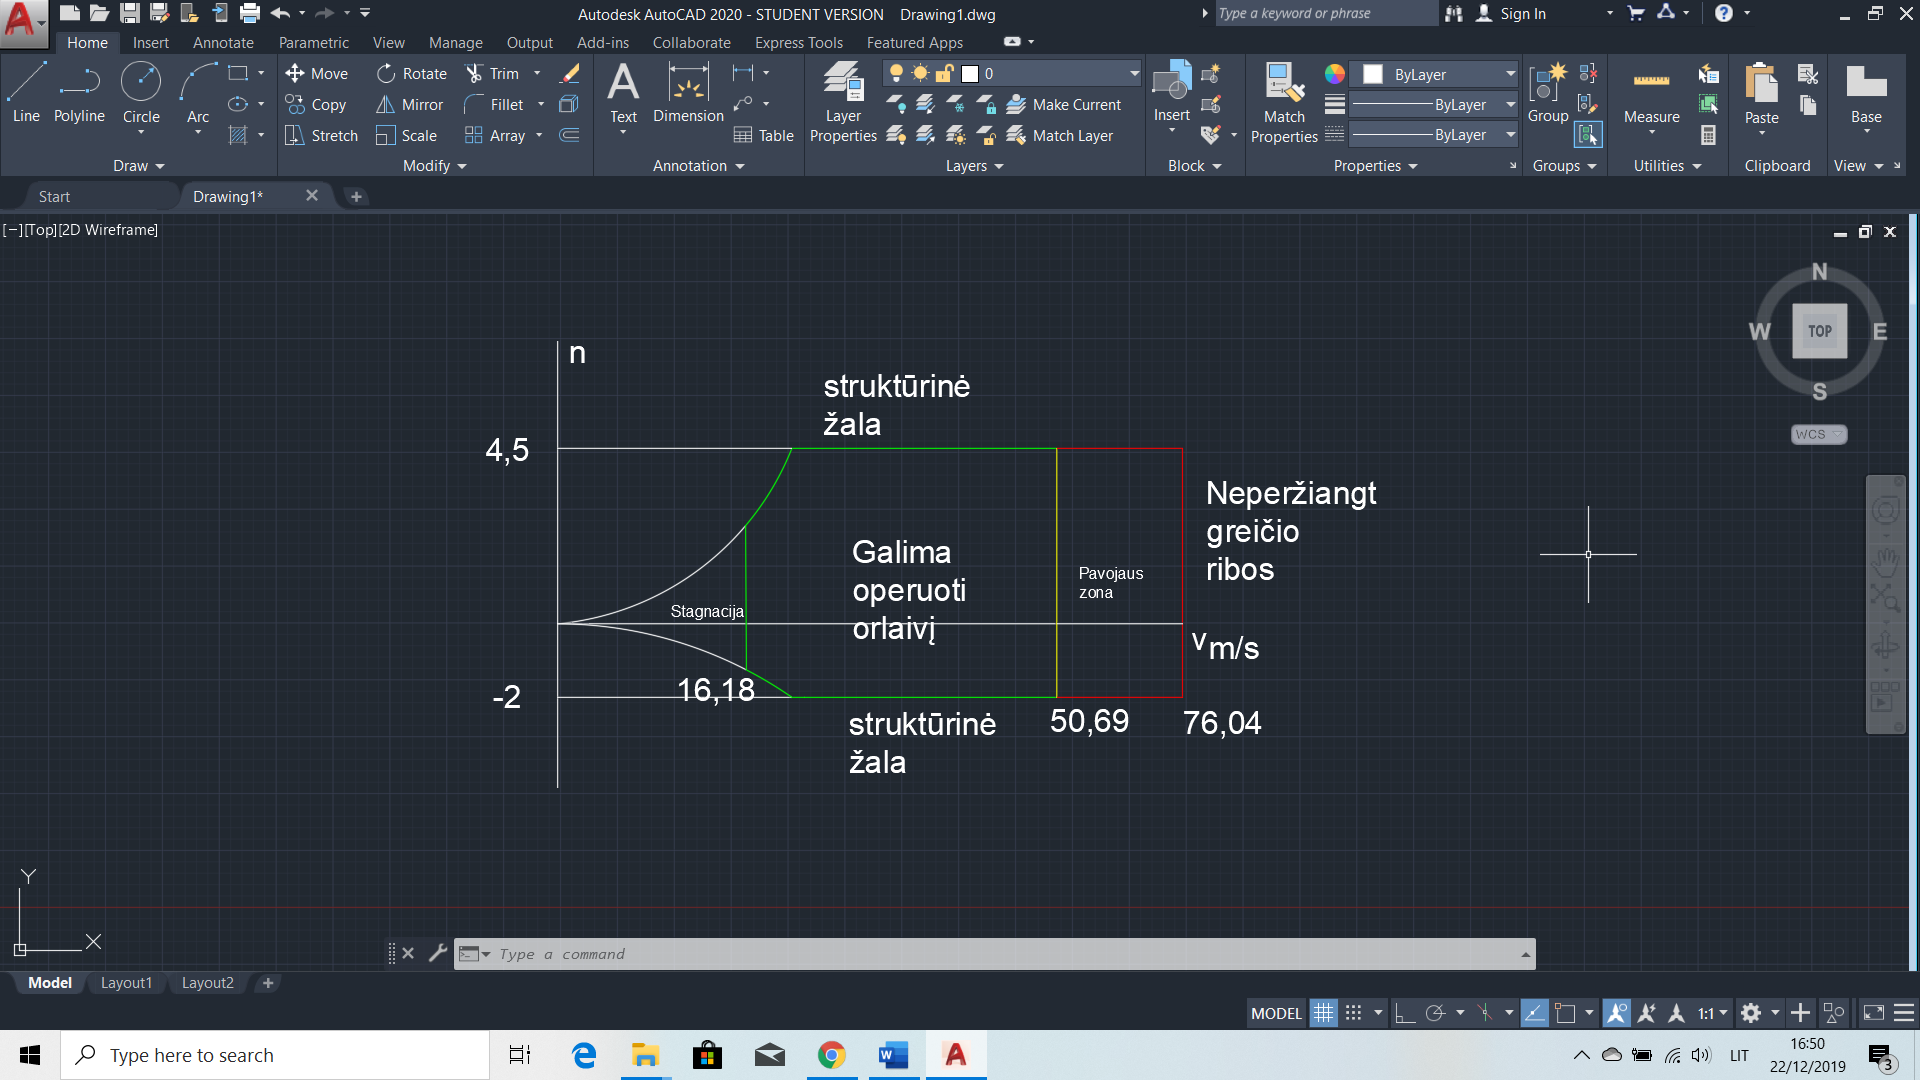 Autodesk AutoCAD 2020 - STUDENT VERSION Drawing1.dwg
Type a keyword or phrase
Sign In
Home Insert Annotate Parametric View Manage Output Add-ins Collaborate Express Tools Featured Apps
Line Polyline Circle Arc
Move Rotate Trim
Copy Mirror Fillet
Stretch Scale Array
Text Dimension Table
Layer Properties
0
Make Current
Match Layer
Insert
Match Properties
ByLayer
ByLayer
ByLayer
Group
Measure
Paste
Base
Draw Modify Annotation Layers Block Properties Groups Utilities Clipboard View
Start Drawing1*
[−][Top][2D Wireframe]
N
W TOP E
S
WCS
n
struktūrinė
žala
4,5
Neperžiangt
greičio
ribos
Galima
operuoti
orlaivį
Pavojaus
zona
Stagnacija
v m/s
-2
16,18
struktūrinė
žala
50,69
76,04
Y
X
Type a command
Model Layout1 Layout2
MODEL 1:1
Type here to search
LIT
16:50
22/12/2019
3